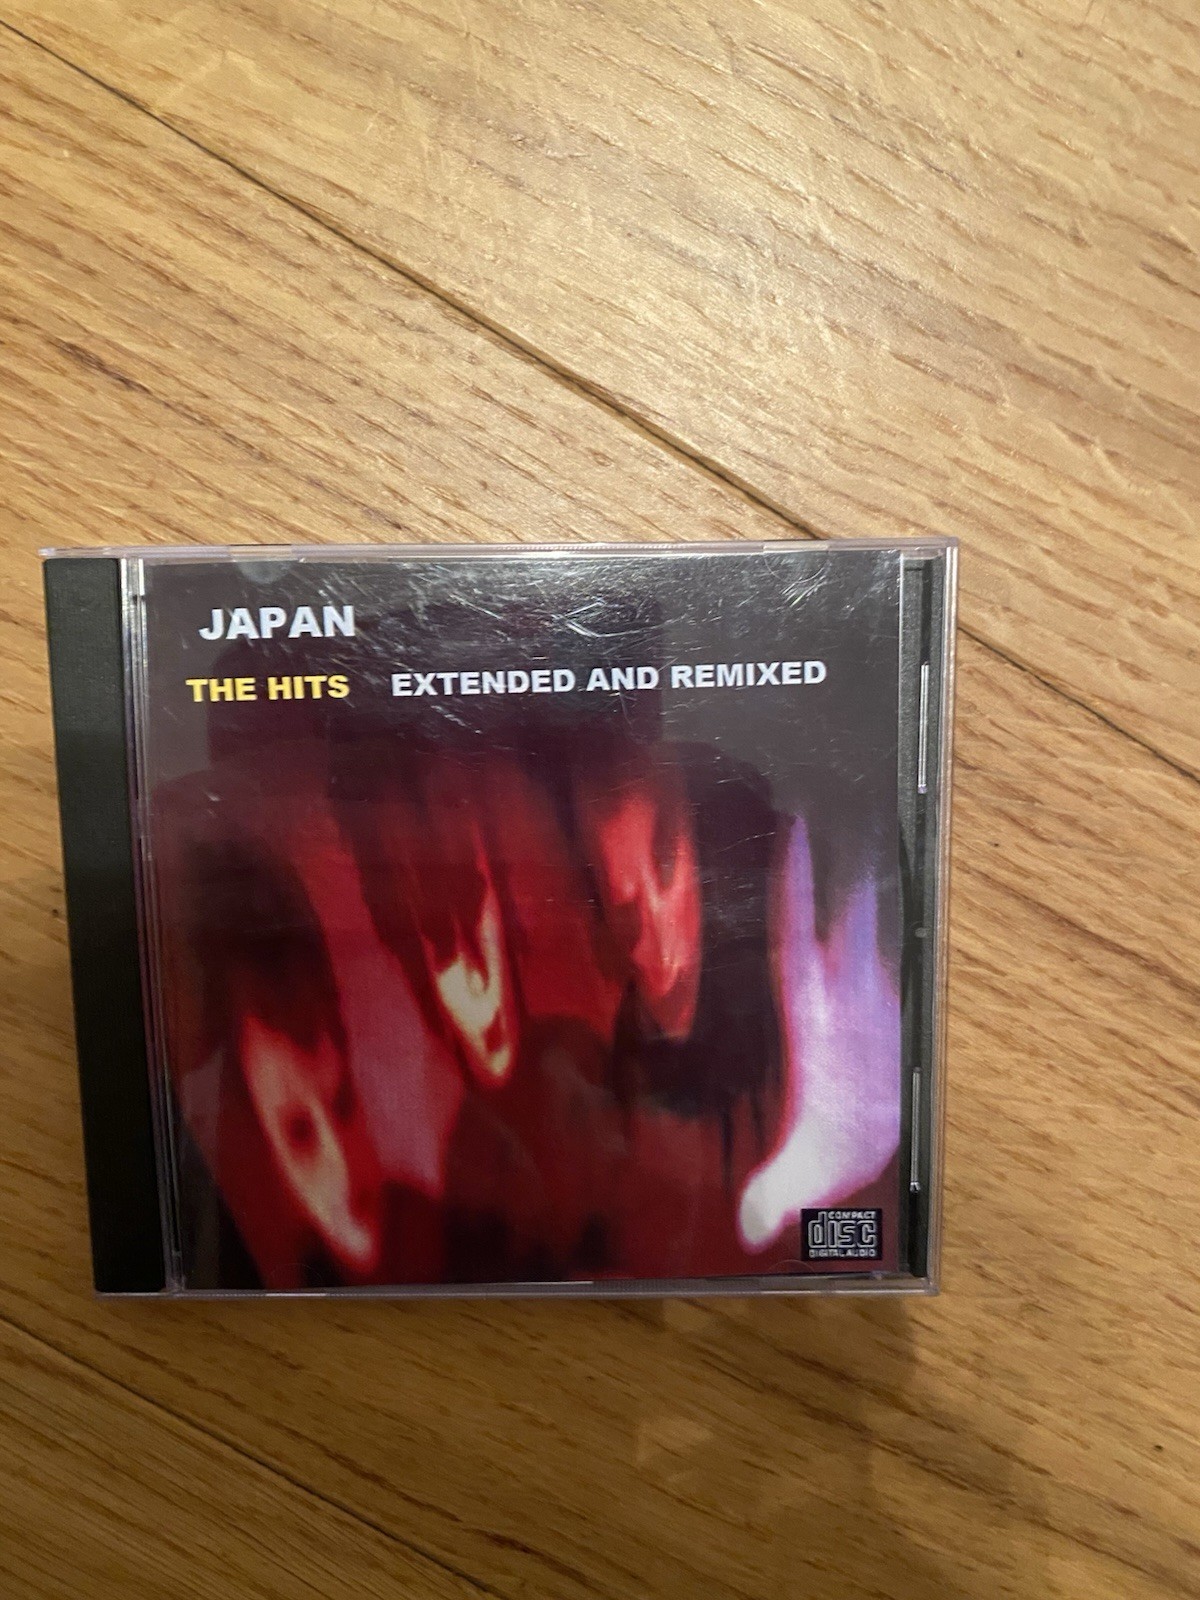 JAPAN
THE HITS EXTENDED AND REMIXED
COMPACT
disc
DIGITAL AUDIO